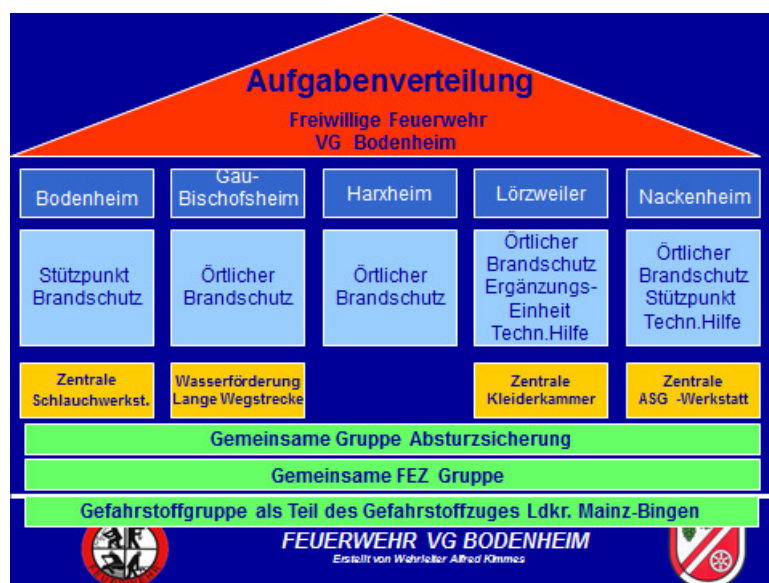 Aufgabenverteilung
Freiwillige Feuerwehr
VG Bodenheim
Bodenheim
Gau-
Bischofsheim
Harxheim
Lörzweiler
Nackenheim
Stützpunkt
Brandschutz
Örtlicher
Brandschutz
Örtlicher
Brandschutz
Örtlicher
Brandschutz
Ergänzungs-
Einheit
Techn.Hilfe
Örtlicher
Brandschutz
Stützpunkt
Techn.Hilfe
Zentrale
Schlauchwerkst.
Wasserförderung
Lange Wegstrecke
Zentrale
Kleiderkammer
Zentrale
ASG -Werkstatt
Gemeinsame Gruppe Absturzsicherung
Gemeinsame FEZ Gruppe
Gefahrstoffgruppe als Teil des Gefahrstoffzuges Ldkr. Mainz-Bingen
FEUERWEHR VG BODENHEIM
Erstellt von Wehrleiter Alfred Kimmes
FEUERWEHR